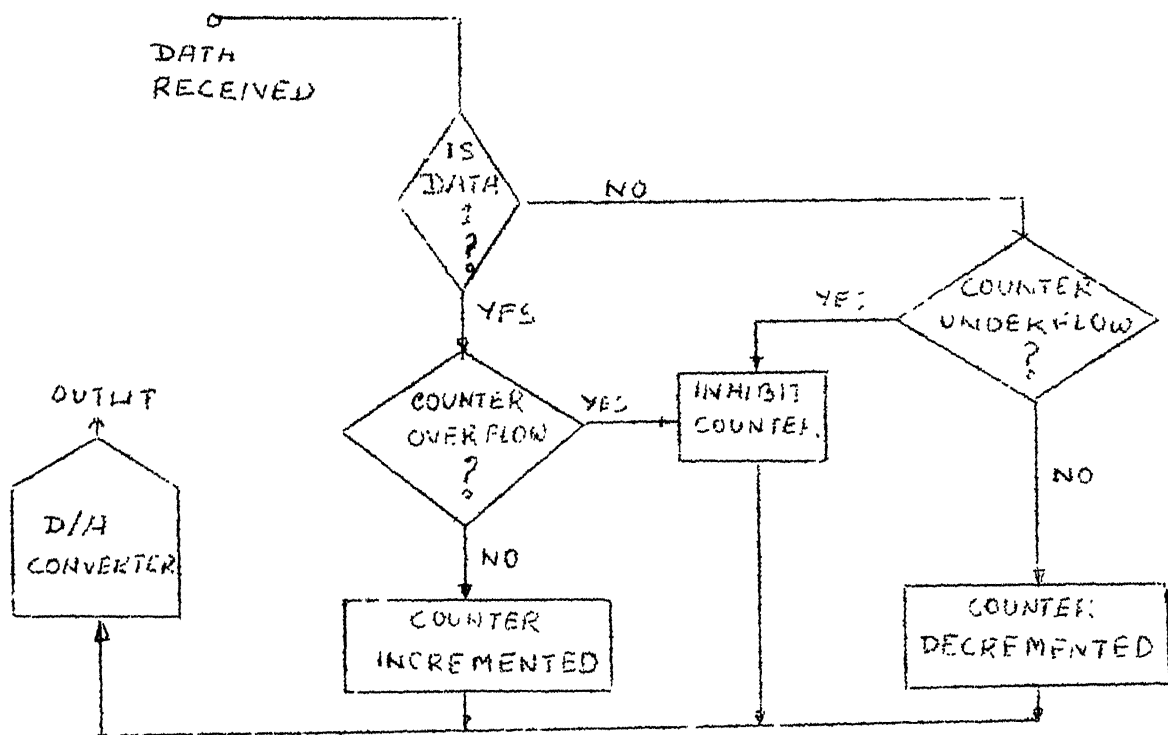 DATA
RECEIVED
IS
DATA
1
?
NO
YES
COUNTER
UNDERFLOW
?
YES
COUNTER
OVERFLOW
?
YES
INHIBIT
COUNTER
NO
NO
OUTPUT
D/A
CONVERTER
COUNTER
INCREMENTED
COUNTER
DECREMENTED